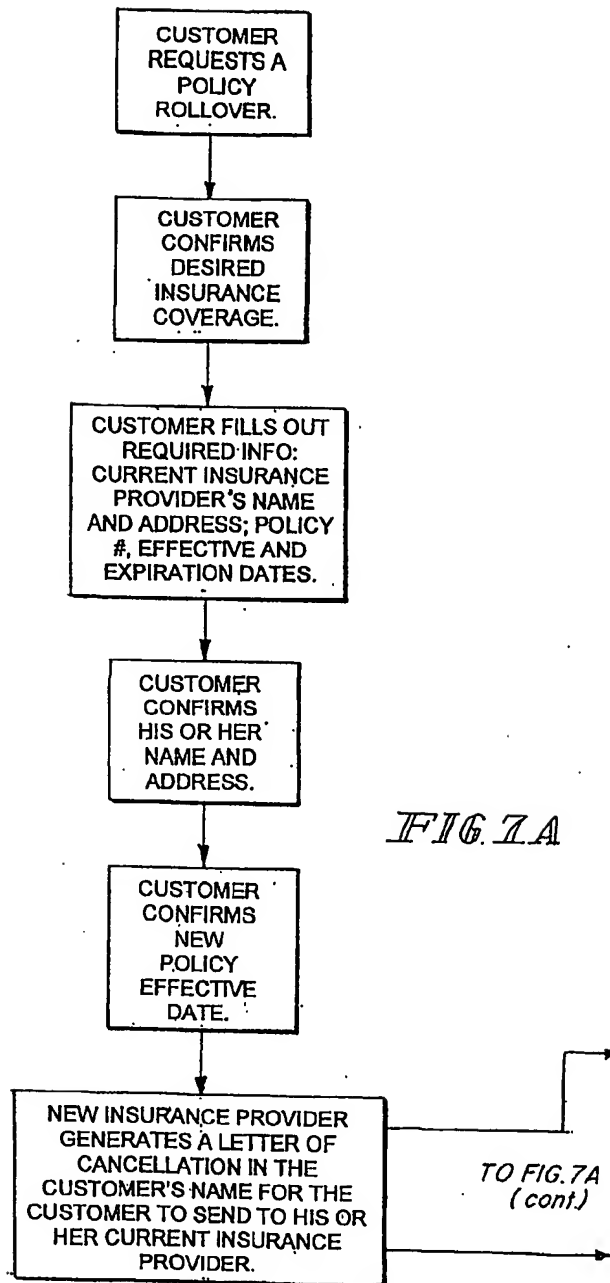 CUSTOMER
REQUESTS A
POLICY
ROLLOVER.
CUSTOMER
CONFIRMS
DESIRED
INSURANCE
COVERAGE.
CUSTOMER FILLS OUT
REQUIRED INFO:
CURRENT INSURANCE
PROVIDER'S NAME
AND ADDRESS; POLICY
#, EFFECTIVE AND
EXPIRATION DATES.
CUSTOMER
CONFIRMS
HIS OR HER
NAME AND
ADDRESS.
FIG. 7A
CUSTOMER
CONFIRMS
NEW
POLICY
EFFECTIVE
DATE.
NEW INSURANCE PROVIDER
GENERATES A LETTER OF
CANCELLATION IN THE
CUSTOMER'S NAME FOR THE
CUSTOMER TO SEND TO HIS OR
HER CURRENT INSURANCE
PROVIDER.
TO FIG. 7A
(cont.)